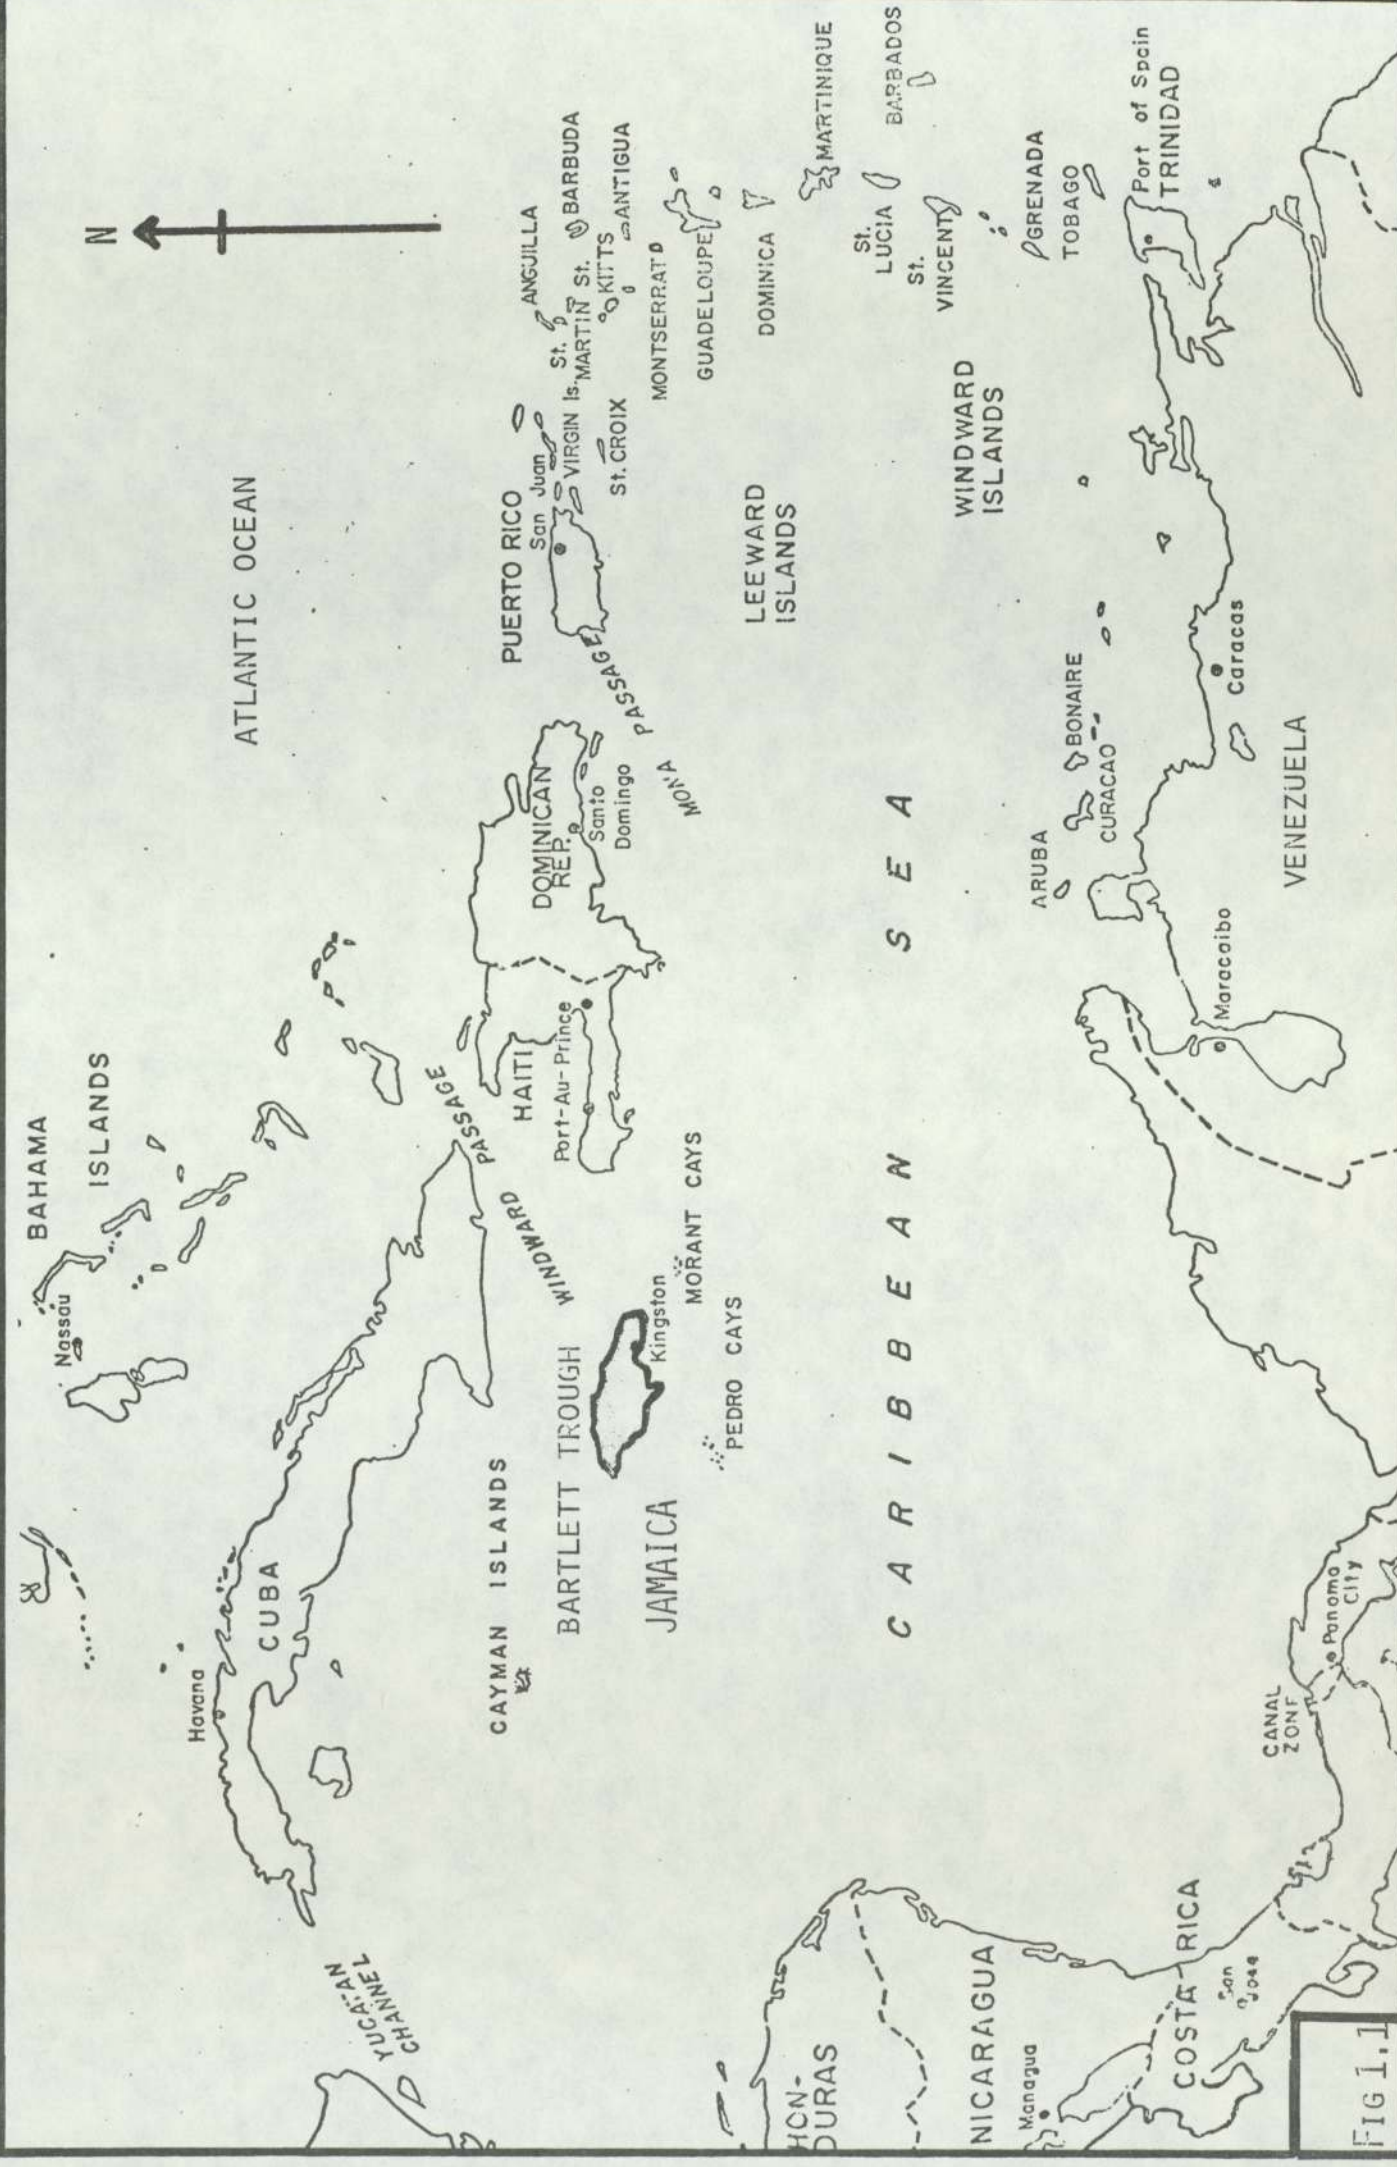 N
BAHAMA
ISLANDS
Nassau
ATLANTIC OCEAN
Havana
CUBA
YUCATAN
CHANNEL
CAYMAN ISLANDS
BARTLETT TROUGH
WINDWARD PASSAGE
JAMAICA
Kingston
MORANT CAYS
PEDRO CAYS
HAITI
Port-Au-Prince
DOMINICAN
REP.
Santo
Domingo
MONA PASSAGE
PUERTO RICO
San Juan
VIRGIN Is.
St. CROIX
ANGUILLA
St.
MARTIN
BARBUDA
St.
KITTS
ANTIGUA
MONTSERRAT
GUADELOUPE
DOMINICA
MARTINIQUE
St.
LUCIA
BARBADOS
St.
VINCENT
GRENADA
TOBAGO
Port of Spain
TRINIDAD
LEEWARD
ISLANDS
WINDWARD
ISLANDS
CARIBBEAN SEA
ARUBA
CURACAO
BONAIRE
Caracas
Maracaibo
VENEZUELA
HON-
DURAS
NICARAGUA
Managua
COSTA RICA
San
Jose
CANAL
ZONE
Panama
City
FIG 1.1